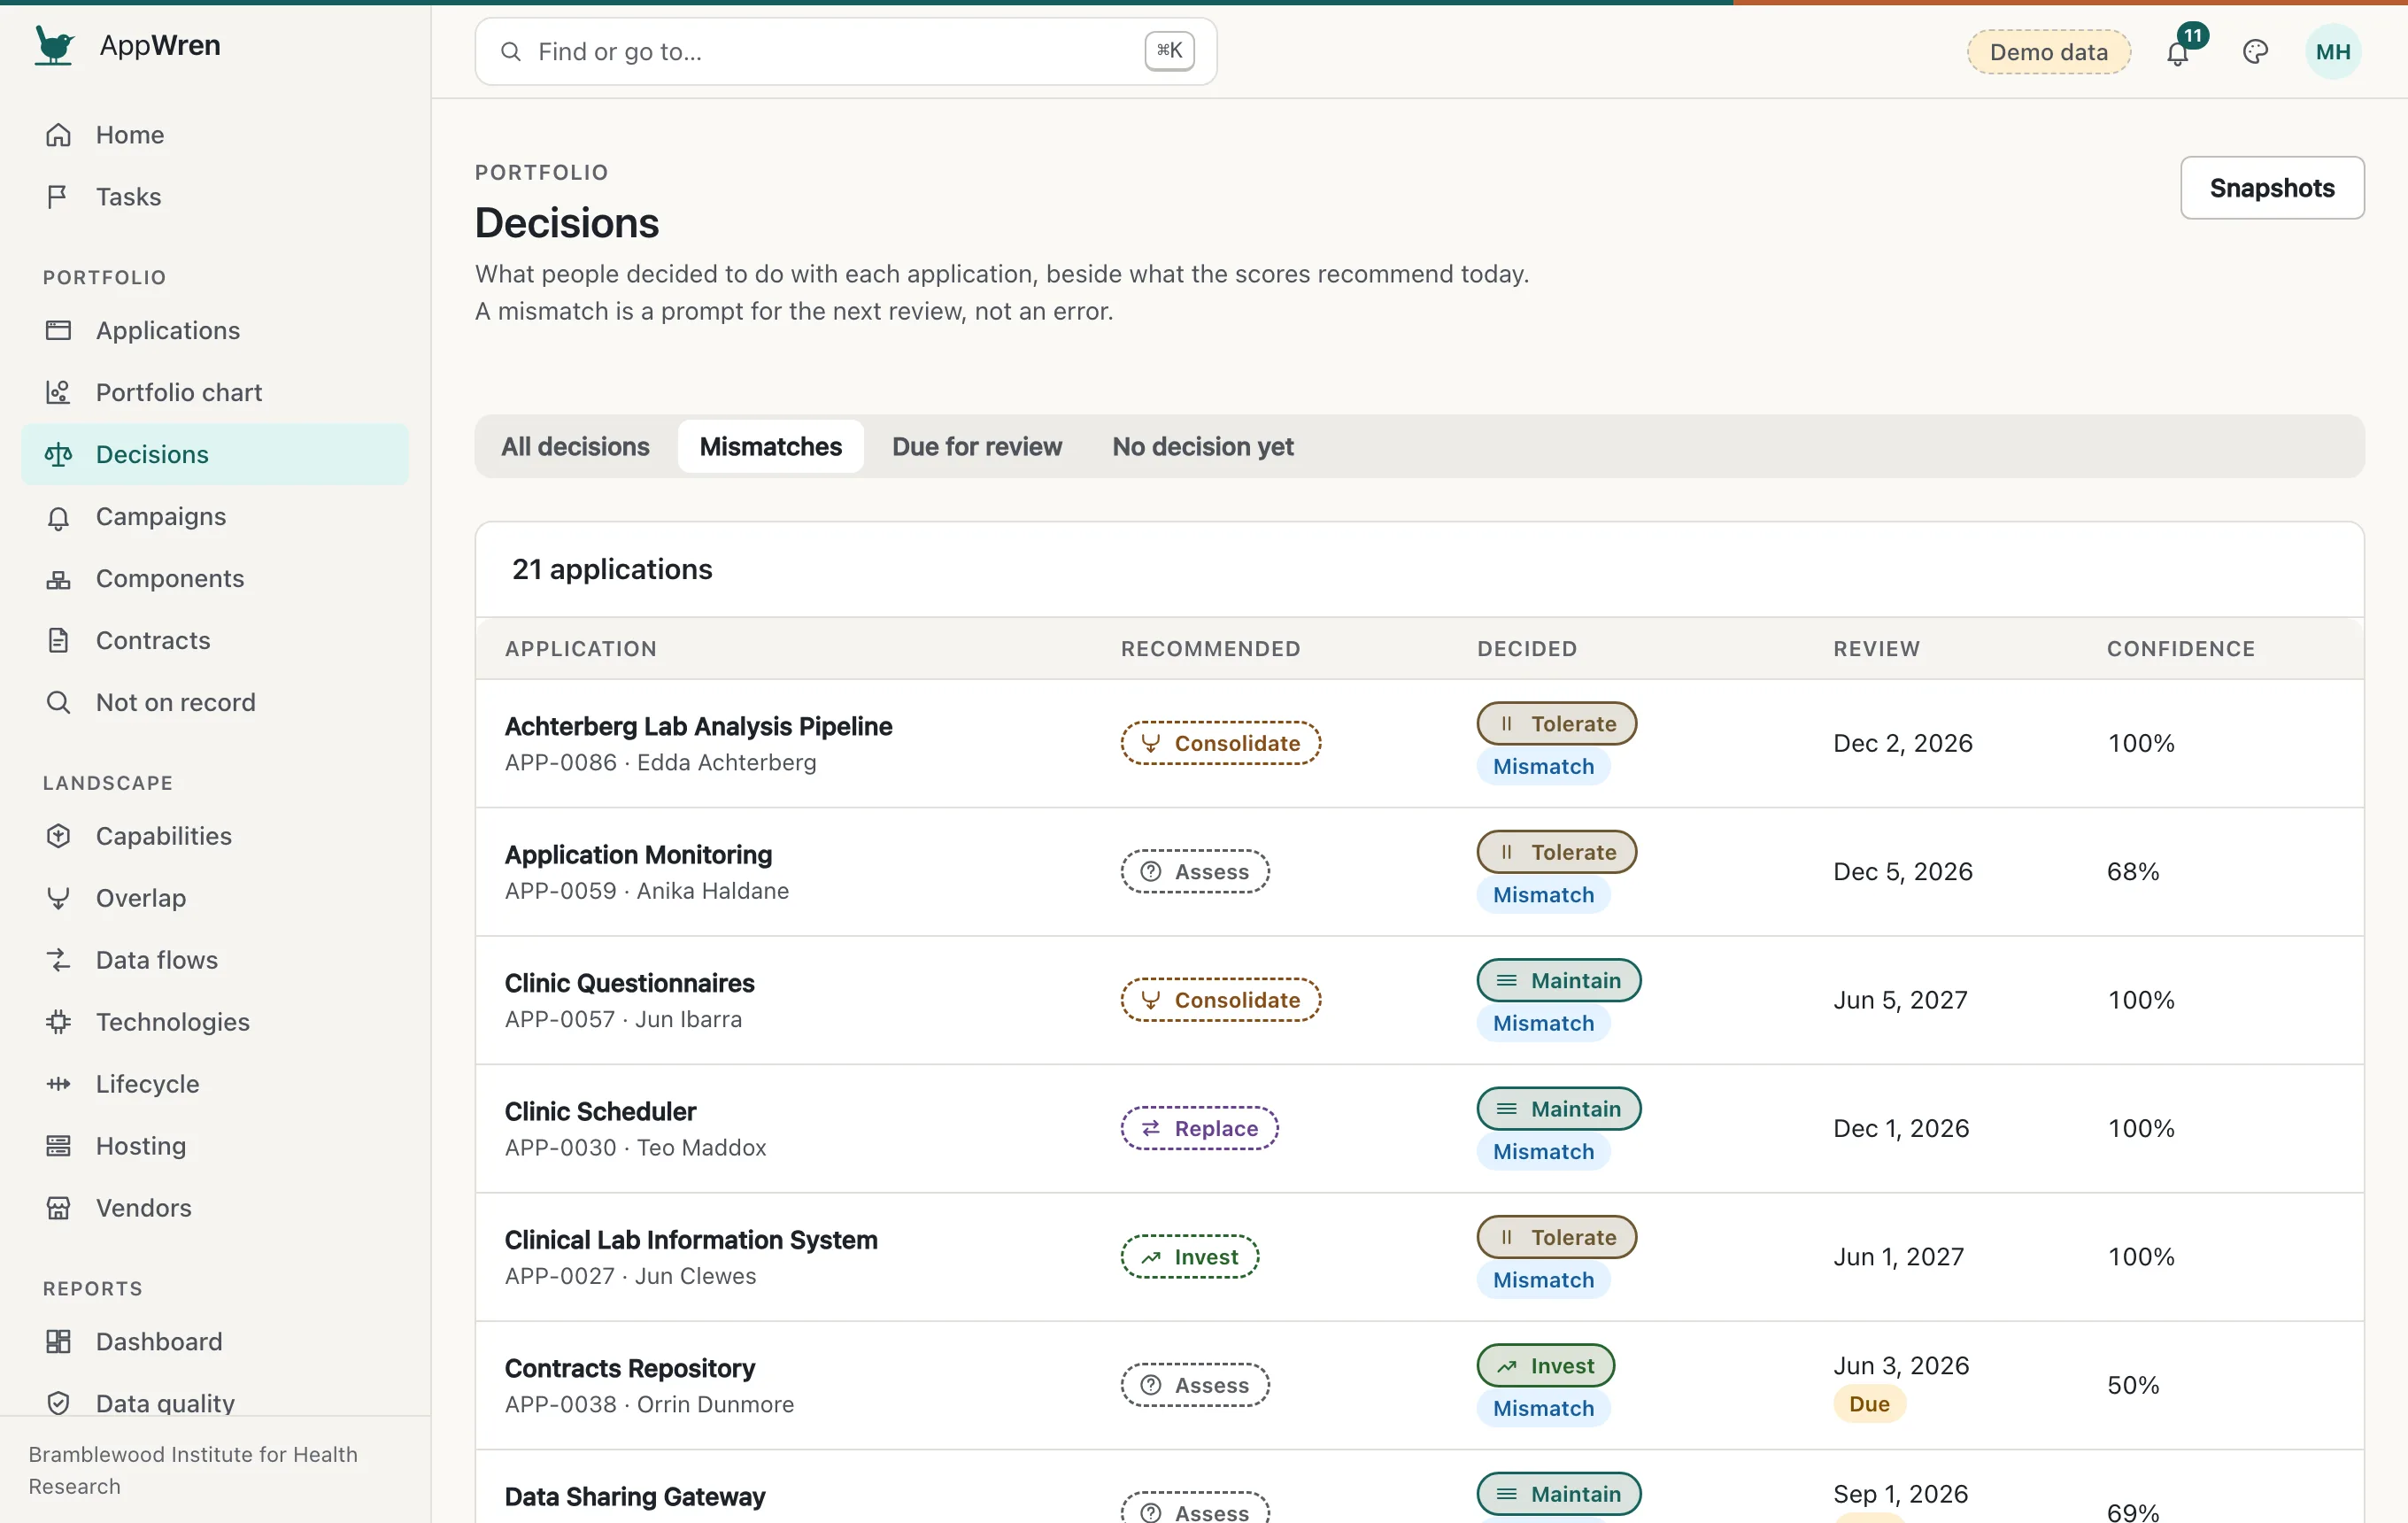 AppWren
Find or go to...
⌘K
Demo data
11
MH
Home
Tasks
PORTFOLIO
Applications
Portfolio chart
Decisions
Campaigns
Components
Contracts
Not on record
LANDSCAPE
Capabilities
Overlap
Data flows
Technologies
Lifecycle
Hosting
Vendors
REPORTS
Dashboard
Data quality
Bramblewood Institute for Health
Research
PORTFOLIO
Decisions
Snapshots
What people decided to do with each application, beside what the scores recommend today.
A mismatch is a prompt for the next review, not an error.
All decisions Mismatches Due for review No decision yet
21 applications
APPLICATION RECOMMENDED DECIDED REVIEW CONFIDENCE
Achterberg Lab Analysis Pipeline
APP-0086 · Edda Achterberg
Consolidate
Tolerate
Mismatch
Dec 2, 2026
100%
Application Monitoring
APP-0059 · Anika Haldane
Assess
Tolerate
Mismatch
Dec 5, 2026
68%
Clinic Questionnaires
APP-0057 · Jun Ibarra
Consolidate
Maintain
Mismatch
Jun 5, 2027
100%
Clinic Scheduler
APP-0030 · Teo Maddox
Replace
Maintain
Mismatch
Dec 1, 2026
100%
Clinical Lab Information System
APP-0027 · Jun Clewes
Invest
Tolerate
Mismatch
Jun 1, 2027
100%
Contracts Repository
APP-0038 · Orrin Dunmore
Assess
Invest
Mismatch
Jun 3, 2026
Due
50%
Data Sharing Gateway
Assess
Maintain
Sep 1, 2026
69%